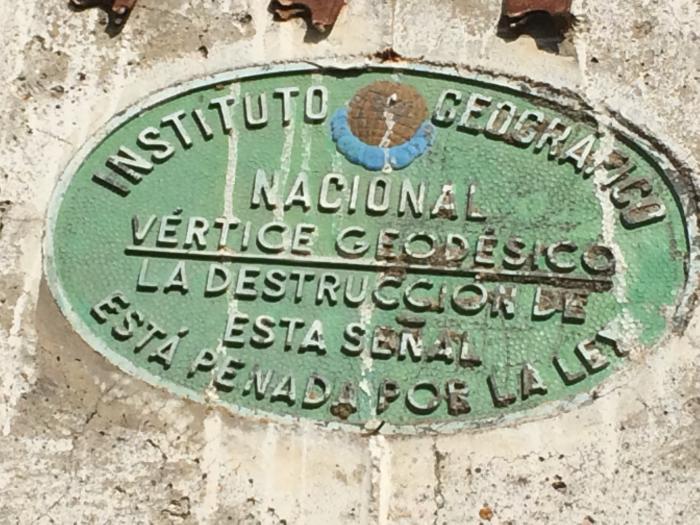 INSTITUTO GEOGRÁFICO
NACIONAL
VÉRTICE GEODÉSICO
LA DESTRUCCIÓN DE
ESTA SEÑAL
ESTÁ PENADA POR LA LEY